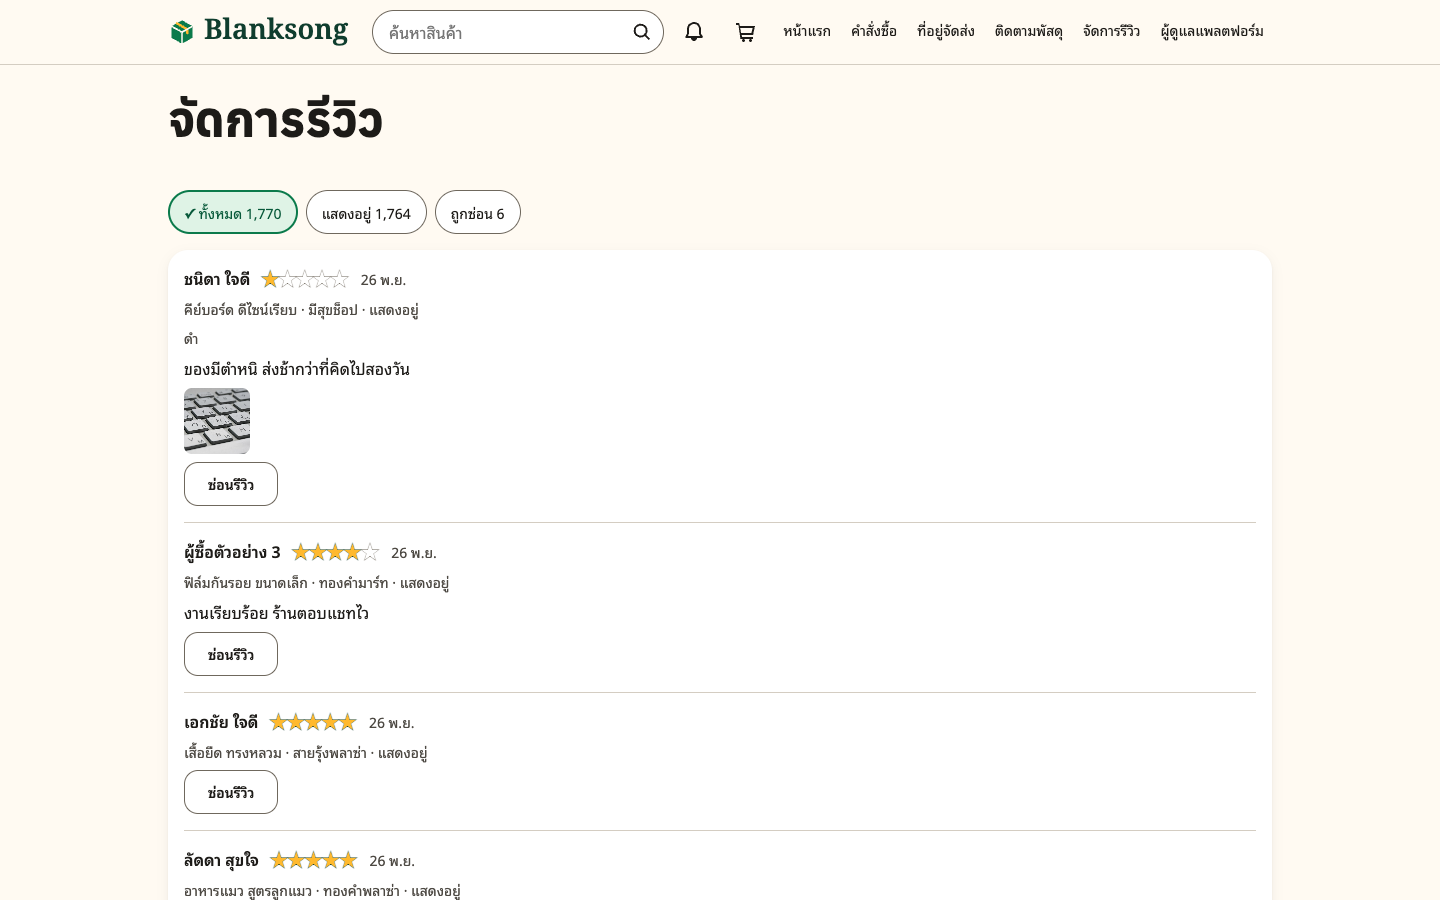 Blanksong
ค้นหาสินค้า
หน้าแรก
คำสั่งซื้อ
ที่อยู่จัดส่ง
ติดตามพัสดุ
จัดการรีวิว
ผู้ดูแลแพลตฟอร์ม
จัดการรีวิว
✓ ทั้งหมด 1,770
แสดงอยู่ 1,764
ถูกซ่อน 6
ชนิดา ใจดี 26 พ.ย.
คีย์บอร์ด ดีไซน์เรียบ · มีสุขช็อป · แสดงอยู่
ดำ
ของมีตำหนิ ส่งช้ากว่าที่คิดไปสองวัน
ซ่อนรีวิว
ผู้ซื้อตัวอย่าง 3 26 พ.ย.
ฟิล์มกันรอย ขนาดเล็ก · ทองคำมาร์ท · แสดงอยู่
งานเรียบร้อย ร้านตอบแชทไว
ซ่อนรีวิว
เอกชัย ใจดี 26 พ.ย.
เสื้อยืด ทรงหลวม · สายรุ้งพลาซ่า · แสดงอยู่
ซ่อนรีวิว
ลัดดา สุขใจ 26 พ.ย.
อาหารแมว สูตรลูกแมว · ทองคำพลาซ่า · แสดงอยู่